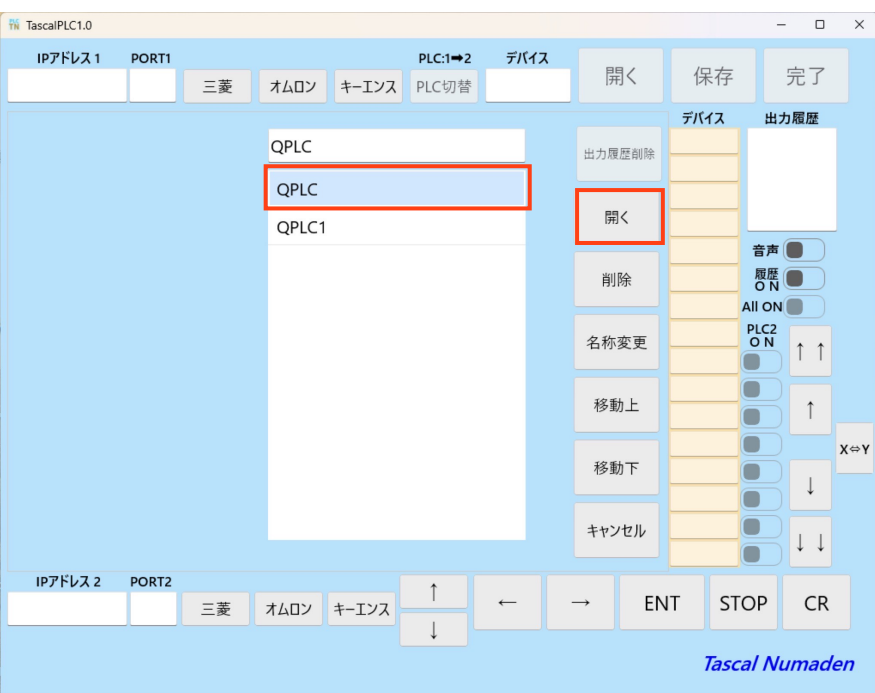 TascalPLC1.0
IPアドレス 1
PORT1
PLC:1➡2
デバイス
三菱
オムロン
キーエンス
PLC切替
開く
保存
完了
デバイス
出力履歴
QPLC
QPLC
QPLC1
出力履歴削除
開く
削除
名称変更
移動上
移動下
キャンセル
音声
履歴
ON
All ON
PLC2
ON
↑ ↑
↑
↓
↓ ↓
X⇔Y
IPアドレス 2
PORT2
三菱
オムロン
キーエンス
↑
↓
←
→
ENT
STOP
CR
Tascal Numaden